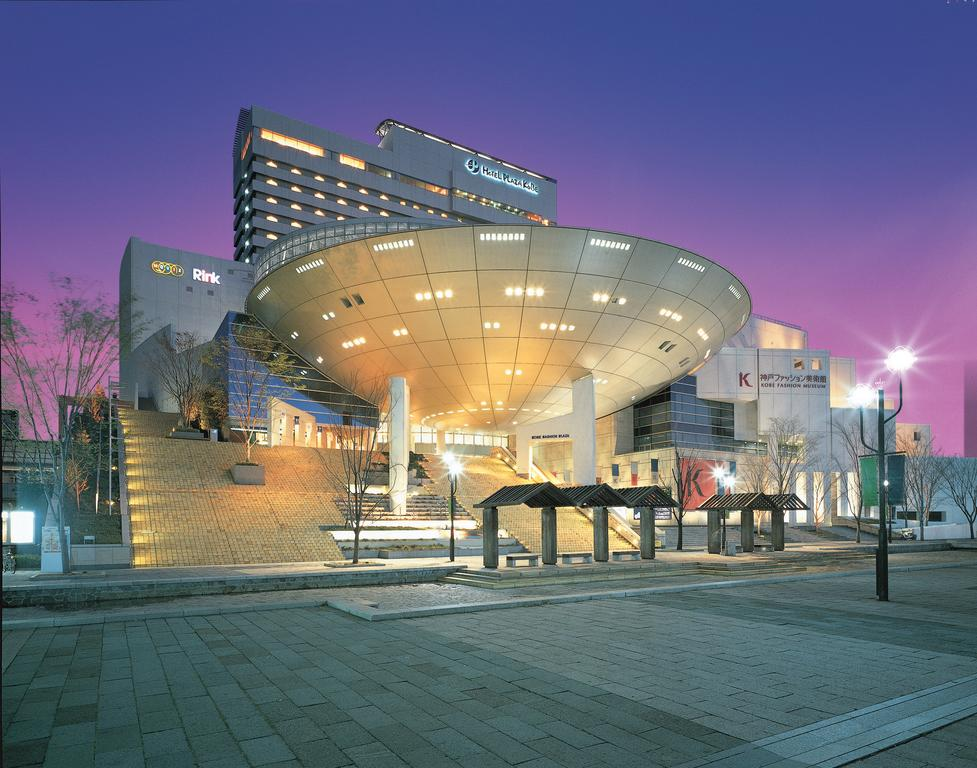 HOTEL PLAZA KOBE
MOVIX
Rink
K 神戸ファッション美術館
KOBE FASHION MUSEUM
KOBE FASHION PLAZA
K